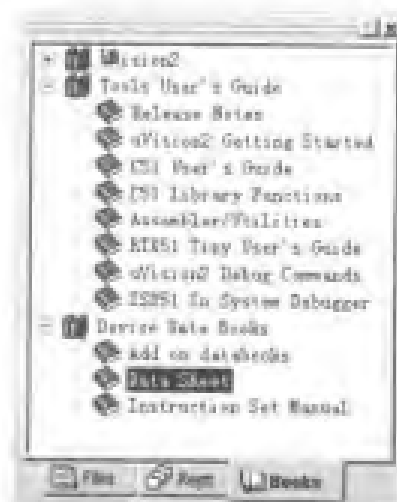 uVision2
Tools User's Guide
Release Notes
uVision2 Getting Started
C51 User's Guide
C51 Library Functions
Assembler/Utilities
RTX51 Tiny User's Guide
uVision2 Debug Commands
ISD51 In System Debugger
Device Data Books
Add on databooks
Data Sheet
Instruction Set Manual
Files Regs Books